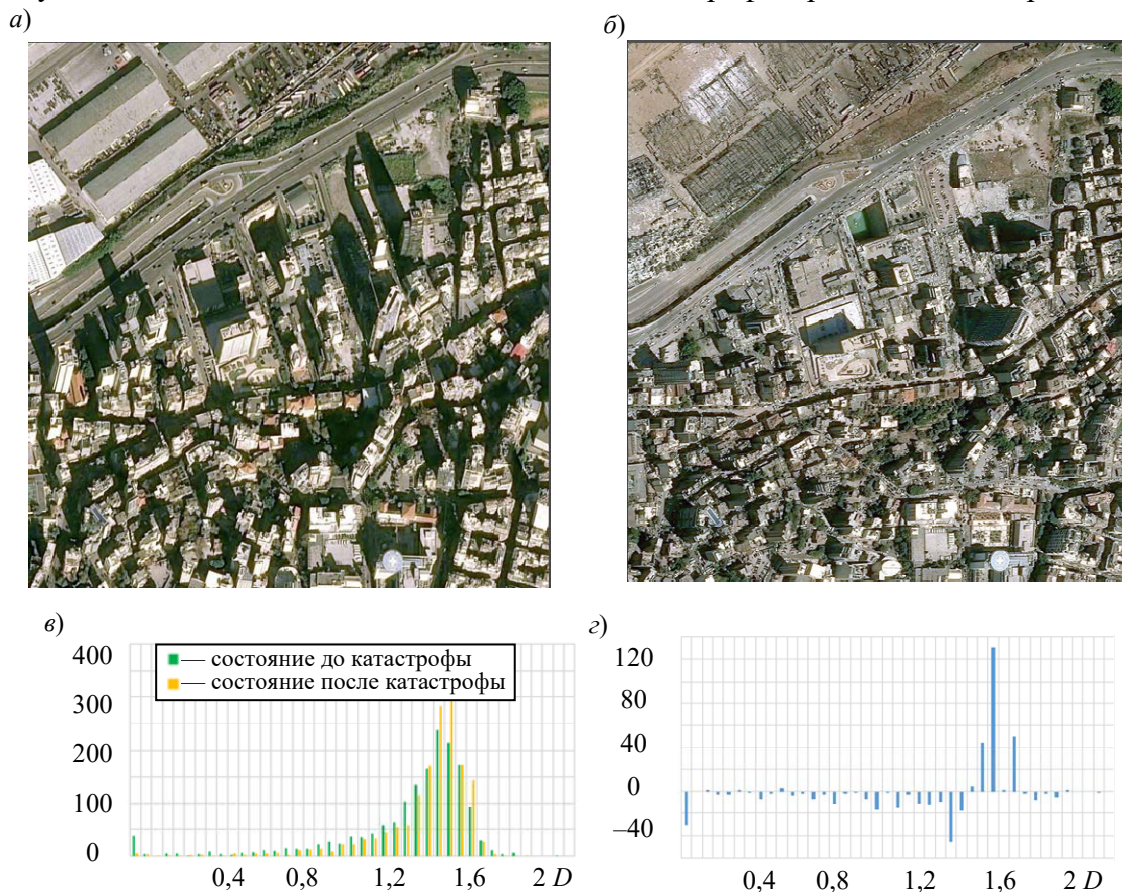 а)
б)
в)
г)
400
300
200
100
0
— состояние до катастрофы
— состояние после катастрофы
0,4 0,8 1,2 1,6 2 D
120
80
40
0
–40
0,4 0,8 1,2 1,6 2 D